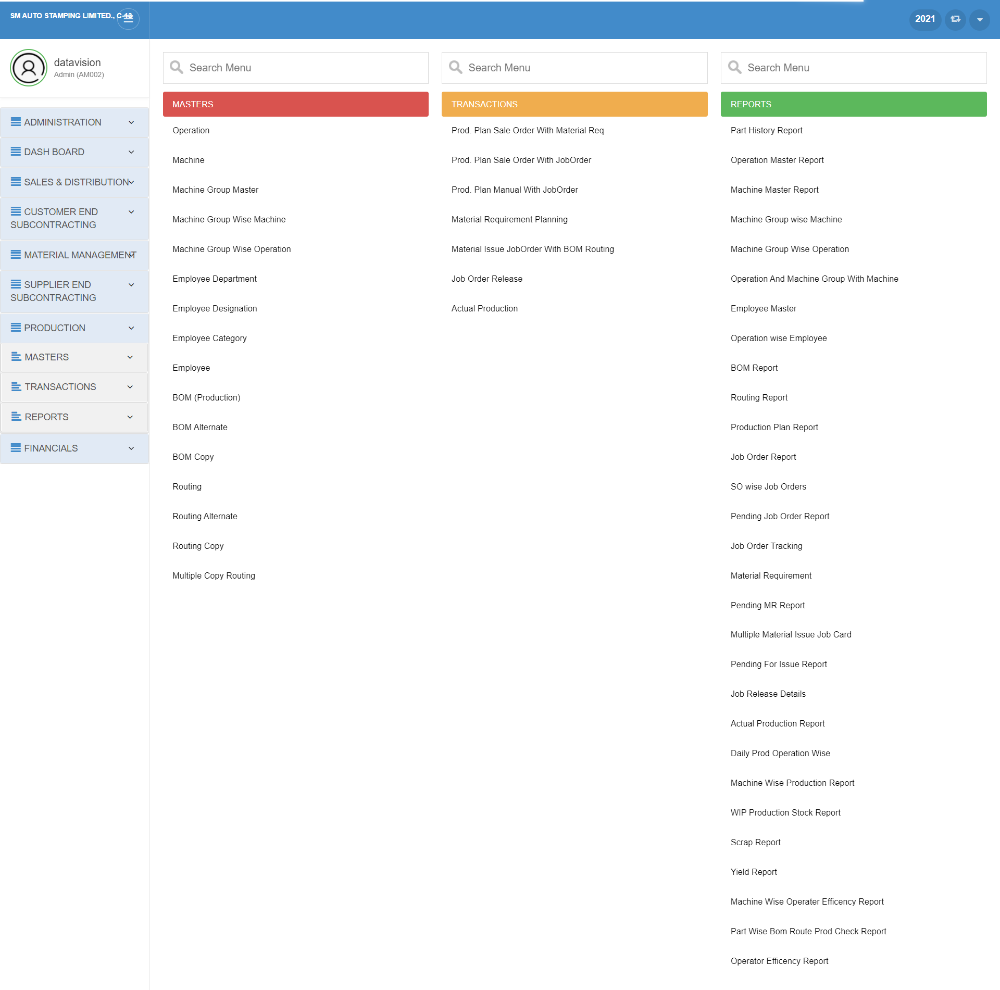 SM AUTO STAMPING LIMITED., C-12
2021
datavision
Admin (AM002)
ADMINISTRATION
DASH BOARD
SALES & DISTRIBUTION
CUSTOMER END
SUBCONTRACTING
MATERIAL MANAGEMENT
SUPPLIER END
SUBCONTRACTING
PRODUCTION
MASTERS
TRANSACTIONS
REPORTS
FINANCIALS
Search Menu
MASTERS
Operation
Machine
Machine Group Master
Machine Group Wise Machine
Machine Group Wise Operation
Employee Department
Employee Designation
Employee Category
Employee
BOM (Production)
BOM Alternate
BOM Copy
Routing
Routing Alternate
Routing Copy
Multiple Copy Routing
Search Menu
TRANSACTIONS
Prod. Plan Sale Order With Material Req
Prod. Plan Sale Order With JobOrder
Prod. Plan Manual With JobOrder
Material Requirement Planning
Material Issue JobOrder With BOM Routing
Job Order Release
Actual Production
Search Menu
REPORTS
Part History Report
Operation Master Report
Machine Master Report
Machine Group wise Machine
Machine Group Wise Operation
Operation And Machine Group With Machine
Employee Master
Operation wise Employee
BOM Report
Routing Report
Production Plan Report
Job Order Report
SO wise Job Orders
Pending Job Order Report
Job Order Tracking
Material Requirement
Pending MR Report
Multiple Material Issue Job Card
Pending For Issue Report
Job Release Details
Actual Production Report
Daily Prod Operation Wise
Machine Wise Production Report
WIP Production Stock Report
Scrap Report
Yield Report
Machine Wise Operater Efficency Report
Part Wise Bom Route Prod Check Report
Operator Efficency Report